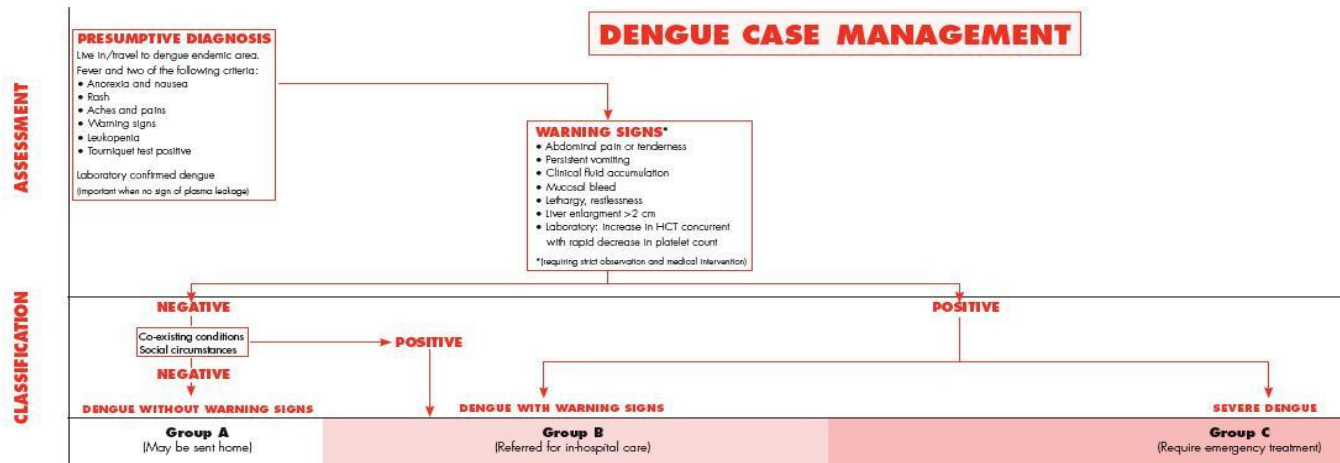 DENGUE CASE MANAGEMENT
ASSESSMENT
PRESUMPTIVE DIAGNOSIS
Live in/travel to dengue endemic area.
Fever and two of the following criteria:
• Anorexia and nausea
• Rash
• Aches and pains
• Warning signs
• Leukopenia
• Tourniquet test positive
Laboratory confirmed dengue
(important when no sign of plasma leakage)
WARNING SIGNS*
• Abdominal pain or tenderness
• Persistent vomiting
• Clinical fluid accumulation
• Mucosal bleed
• Lethargy, restlessness
• Liver enlargment >2 cm
• Laboratory: increase in HCT concurrent
with rapid decrease in platelet count
*(requiring strict observation and medical intervention)
CLASSIFICATION
NEGATIVE
POSITIVE
Co-existing conditions
Social circumstances
POSITIVE
NEGATIVE
DENGUE WITHOUT WARNING SIGNS
DENGUE WITH WARNING SIGNS
SEVERE DENGUE
Group A
(May be sent home)
Group B
(Referred for in-hospital care)
Group C
(Require emergency treatment)